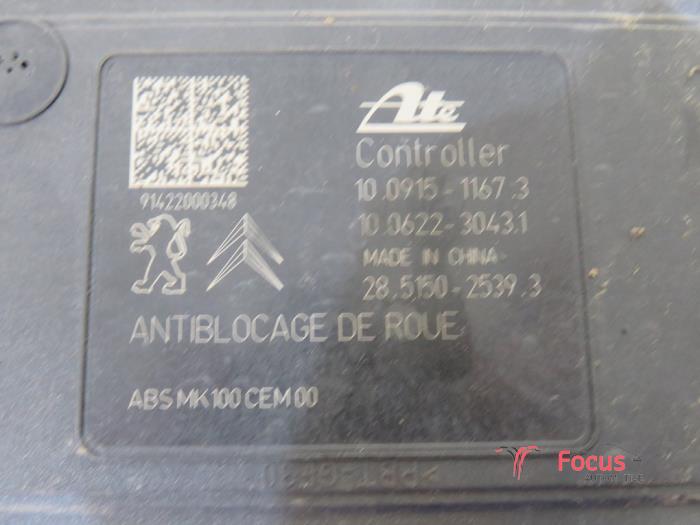 Ate
Controller
10.0915-1167.3
10.0622-3043.1
MADE IN CHINA
28.5150-2539.3
91422000348
ANTIBLOCAGE DE ROUE
ABS MK100 CEM00
Focus
AUTOMOTIVE